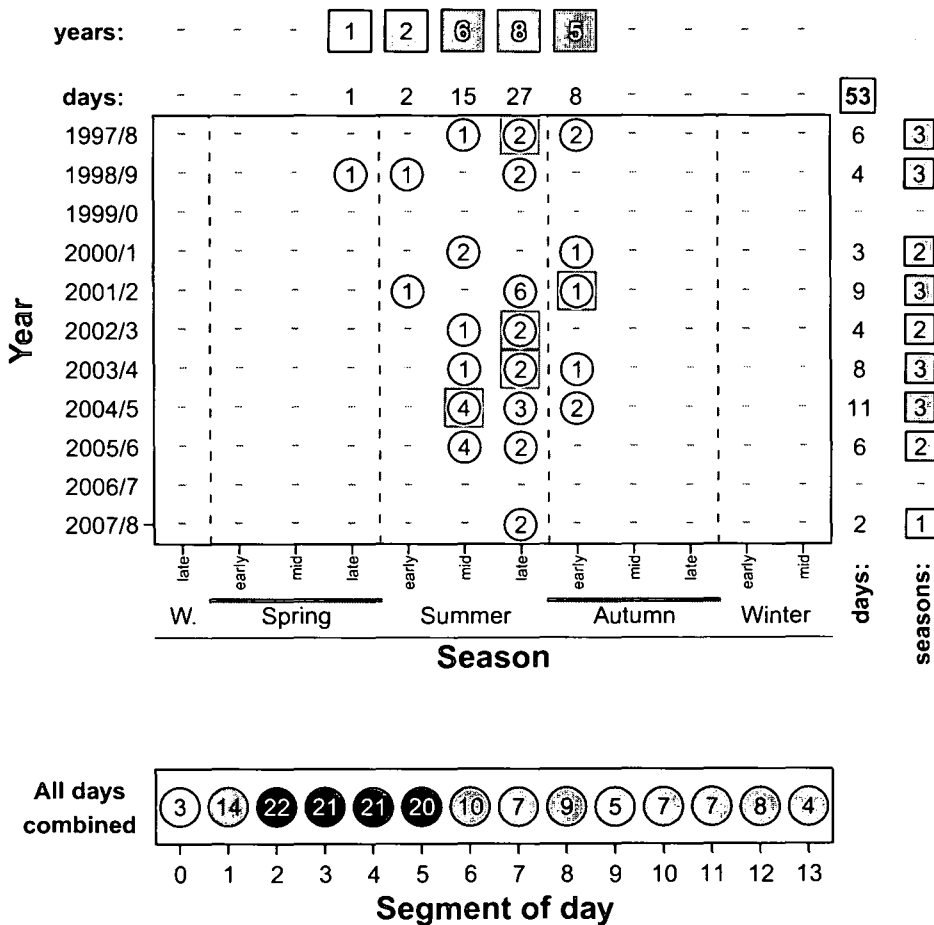 years: - - - 1 2 6 8 5 - - - -
days: - - - 1 2 15 27 8 - - - - 53
1997/8 - - - - - 1 2 2 - - - - 6 3
1998/9 - - - 1 1 - 2 - - - - - 4 3
1999/0 - - - - - - - - - - - - - -
2000/1 - - - - - 2 - 1 - - - - 3 2
2001/2 - - - - 1 - 6 1 - - - - 9 3
2002/3 - - - - - 1 2 - - - - - 4 2
2003/4 - - - - - 1 2 1 - - - - 8 3
2004/5 - - - - - 4 3 2 - - - - 11 3
2005/6 - - - - - 4 2 - - - - - 6 2
2006/7 - - - - - - - - - - - - - -
2007/8 - - - - - - 2 - - - - - 2 1
Year
late early mid late early mid late early mid late early mid
days:
seasons:
W. Spring Summer Autumn Winter
Season
All days
combined
3 14 22 21 21 20 10 7 9 5 7 7 8 4
0 1 2 3 4 5 6 7 8 9 10 11 12 13
Segment of day